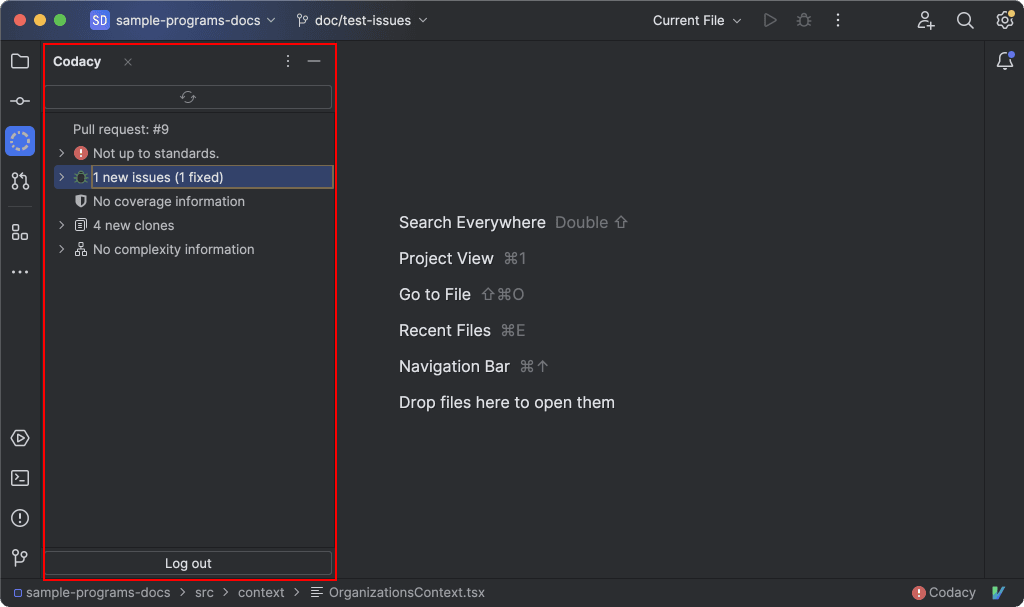 SD sample-programs-docs doc/test-issues Current File
Codacy
Pull request: #9
Not up to standards.
1 new issues (1 fixed)
No coverage information
4 new clones
No complexity information
Log out
Search Everywhere Double ⇧
Project View ⌘1
Go to File ⇧⌘O
Recent Files ⌘E
Navigation Bar ⌘↑
Drop files here to open them
sample-programs-docs > src > context > OrganizationsContext.tsx Codacy